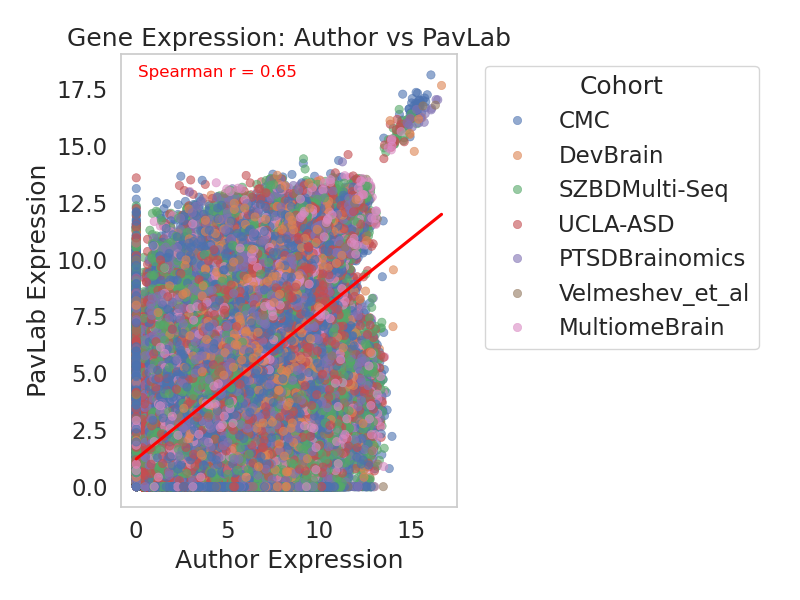 Gene Expression: Author vs PavLab
Spearman r = 0.65
17.5
15.0
12.5
10.0
7.5
5.0
2.5
0.0
PavLab Expression
0 5 10 15
Author Expression
Cohort
CMC
DevBrain
SZBDMulti-Seq
UCLA-ASD
PTSDBrainomics
Velmeshev_et_al
MultiomeBrain